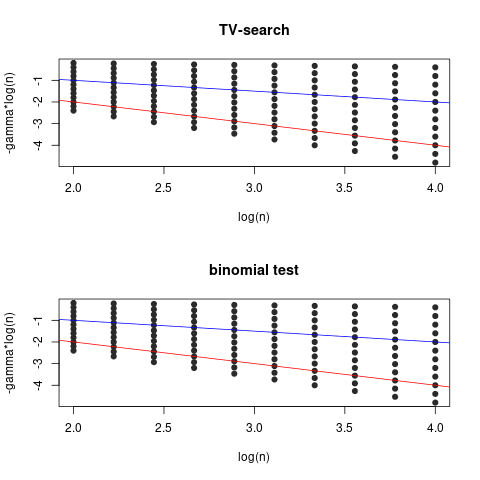 TV-search
-gamma*log(n)
-1
-2
-3
-4
2.0 2.5 3.0 3.5 4.0
log(n)
binomial test
-gamma*log(n)
-1
-2
-3
-4
2.0 2.5 3.0 3.5 4.0
log(n)